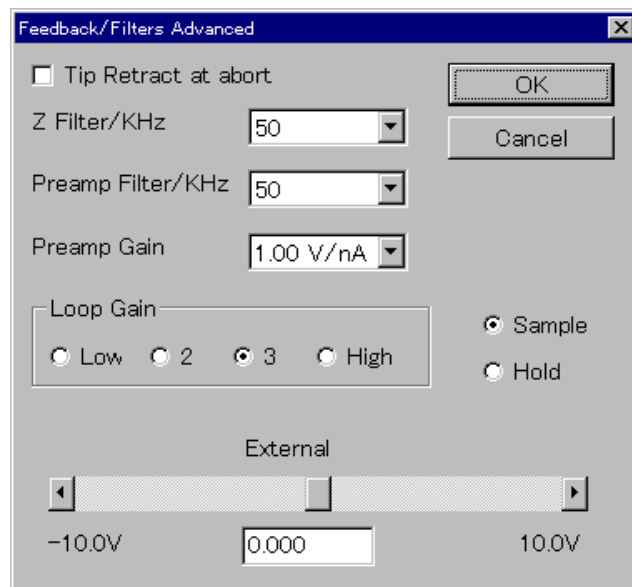 Feedback/Filters Advanced
Tip Retract at abort
OK
Z Filter/KHz
50
Cancel
Preamp Filter/KHz
50
Preamp Gain
1.00 V/nA
Loop Gain
Low 2 3 High
Sample
Hold
External
-10.0V
0.000
10.0V